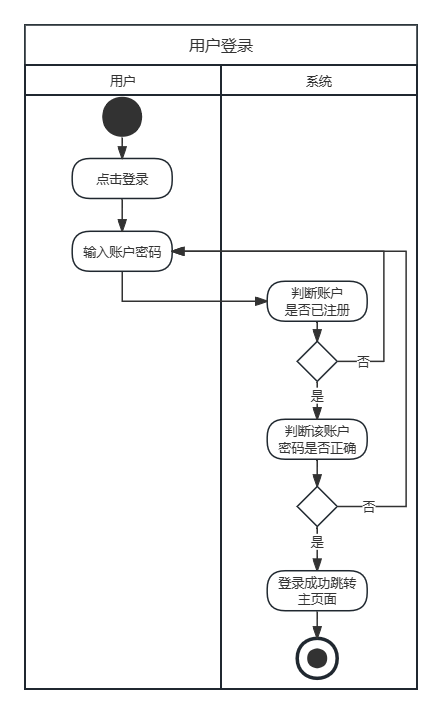 用户登录
用户
系统
点击登录
输入账户密码
判断账户
是否已注册
否
是
判断该账户
密码是否正确
否
是
登录成功跳转
主页面